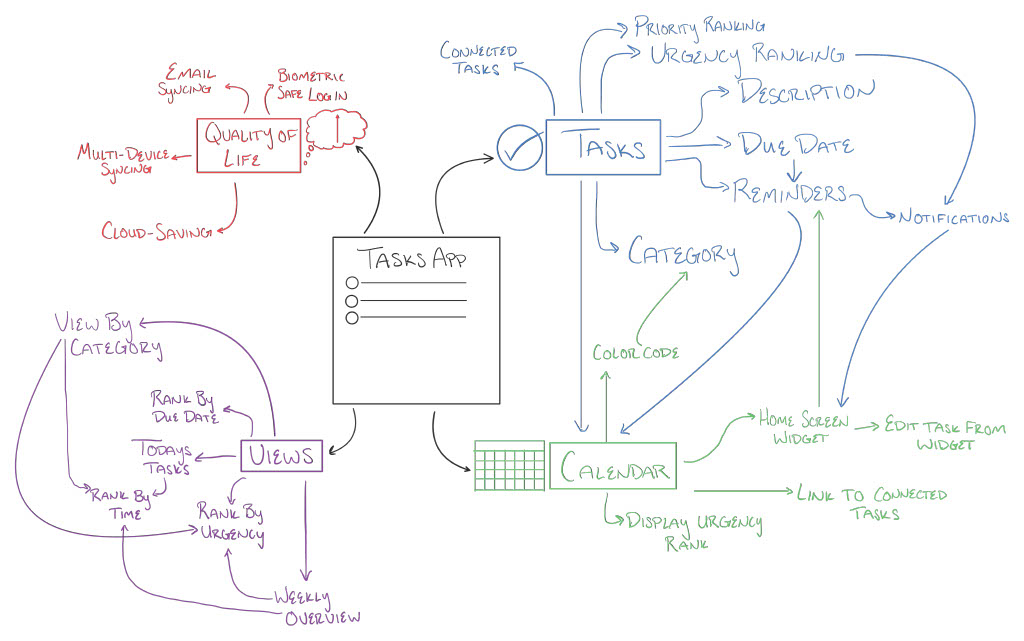 PRIORITY RANKING
CONNECTED
TASKS
URGENCY RANKING
EMAIL
SYNCING
BIOMETRIC
SAFE LOGIN
DESCRIPTION
QUALITY OF
LIFE
TASKS
DUE DATE
MULTI-DEVICE
SYNCING
REMINDERS
NOTIFICATIONS
CLOUD-SAVING
CATEGORY
TASKS APP
VIEW BY
CATEGORY
COLOR CODE
RANK BY
DUE DATE
HOME SCREEN
WIDGET
EDIT TASK FROM
WIDGET
TODAYS
TASKS
VIEWS
CALENDAR
RANK BY
TIME
RANK BY
URGENCY
LINK TO CONNECTED
TASKS
DISPLAY URGENCY
RANK
WEEKLY
OVERVIEW